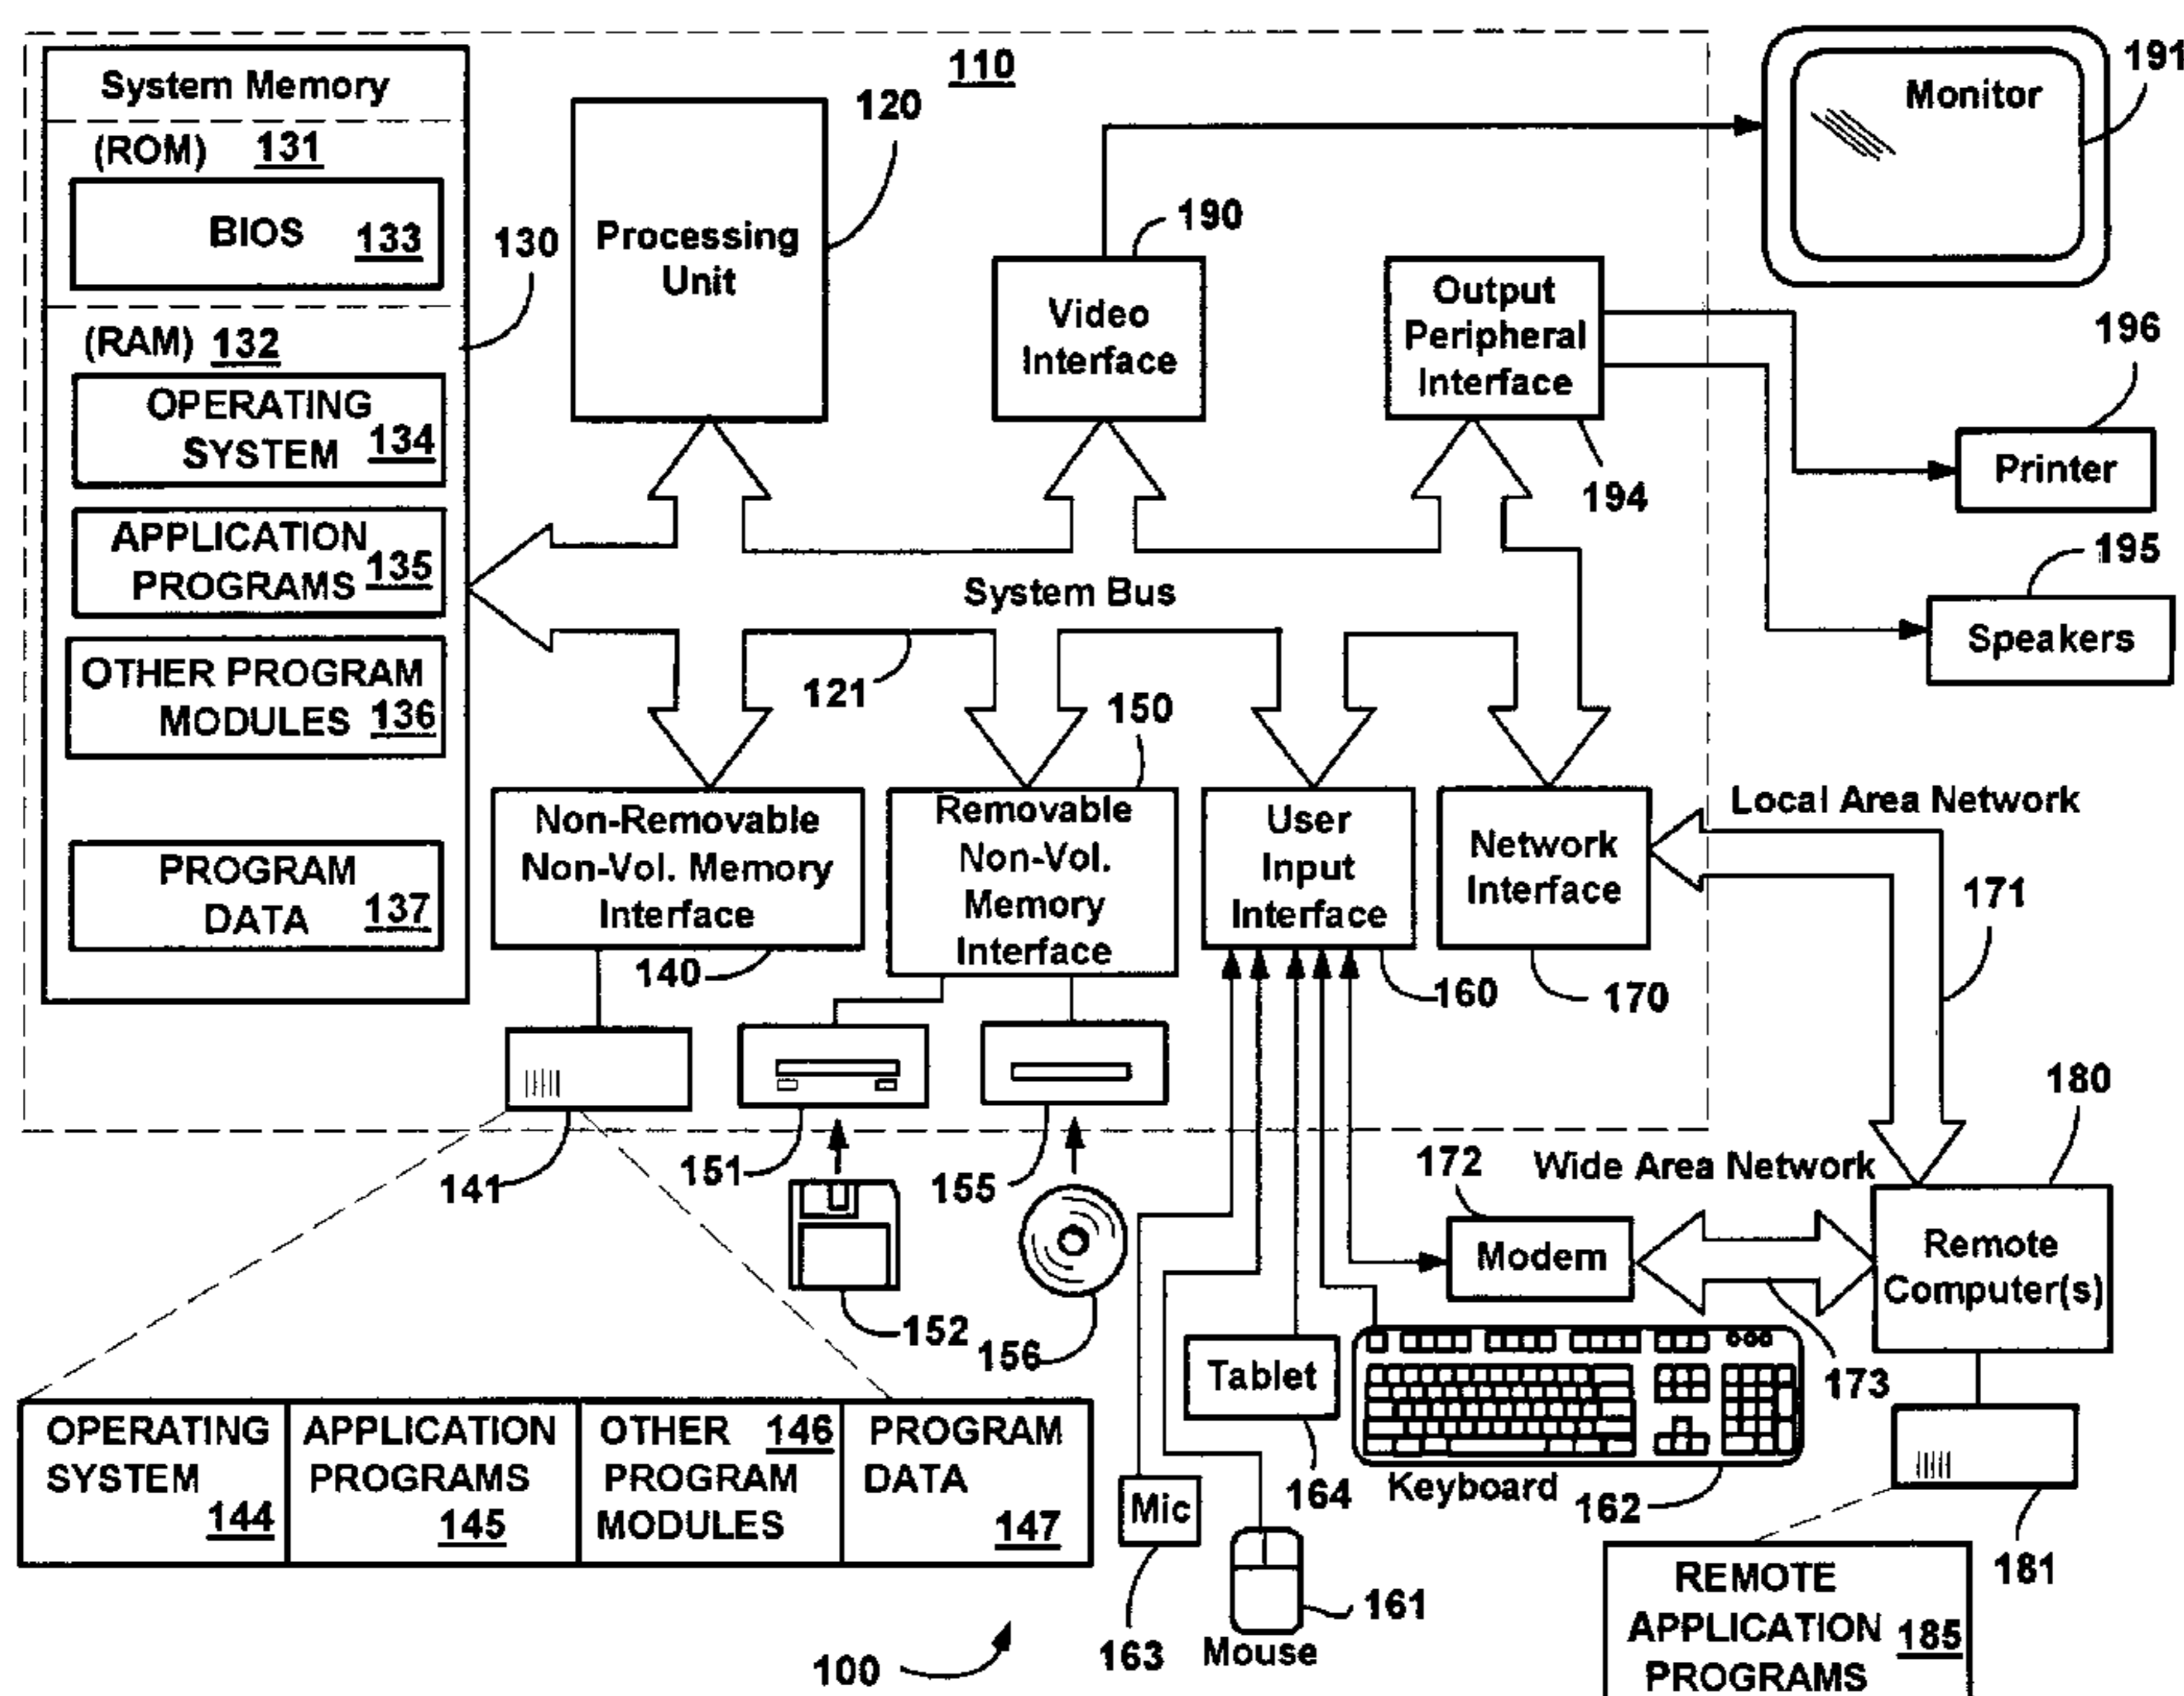 110
System Memory
(ROM) 131
BIOS 133
130
(RAM) 132
OPERATING
SYSTEM 134
APPLICATION
PROGRAMS 135
OTHER PROGRAM
MODULES 136
PROGRAM
DATA 137
120
Processing
Unit
190
Video
Interface
Output
Peripheral
Interface
194
Monitor
191
196
Printer
195
Speakers
System Bus
121
150
Non-Removable
Non-Vol. Memory
Interface
140
Removable
Non-Vol.
Memory
Interface
User
Input
Interface
160
Network
Interface
170
Local Area Network
171
141
151
155
152
156
172
Wide Area Network
180
Modem
Remote
Computer(s)
173
Tablet
164
Keyboard 162
181
OPERATING
SYSTEM
144
APPLICATION
PROGRAMS
145
OTHER 146
PROGRAM
MODULES
PROGRAM
DATA
147
Mic
163
161
Mouse
REMOTE
APPLICATION 185
PROGRAMS
100